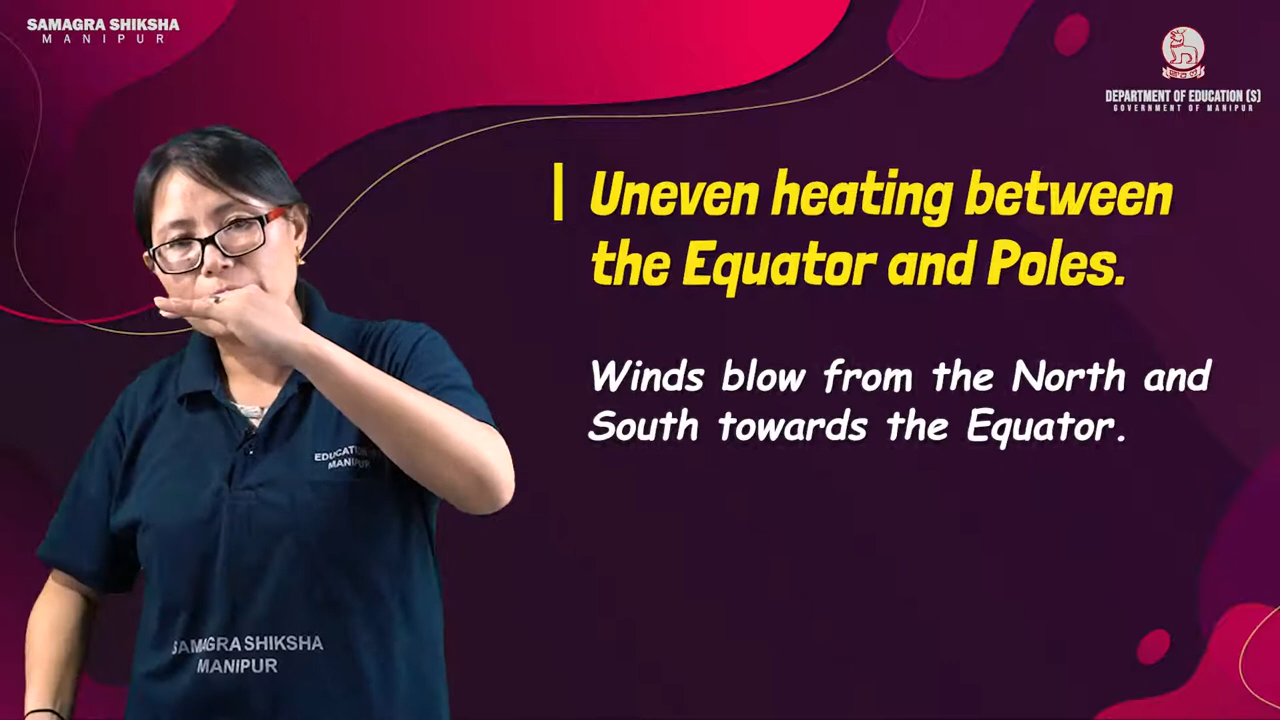 SAMAGRA SHIKSHA
MANIPUR
DEPARTMENT OF EDUCATION (S)
GOVERNMENT OF MANIPUR
Uneven heating between
the Equator and Poles.
Winds blow from the North and
South towards the Equator.
MANIPUR
SAMAGRA SHIKSHA
MANIPUR